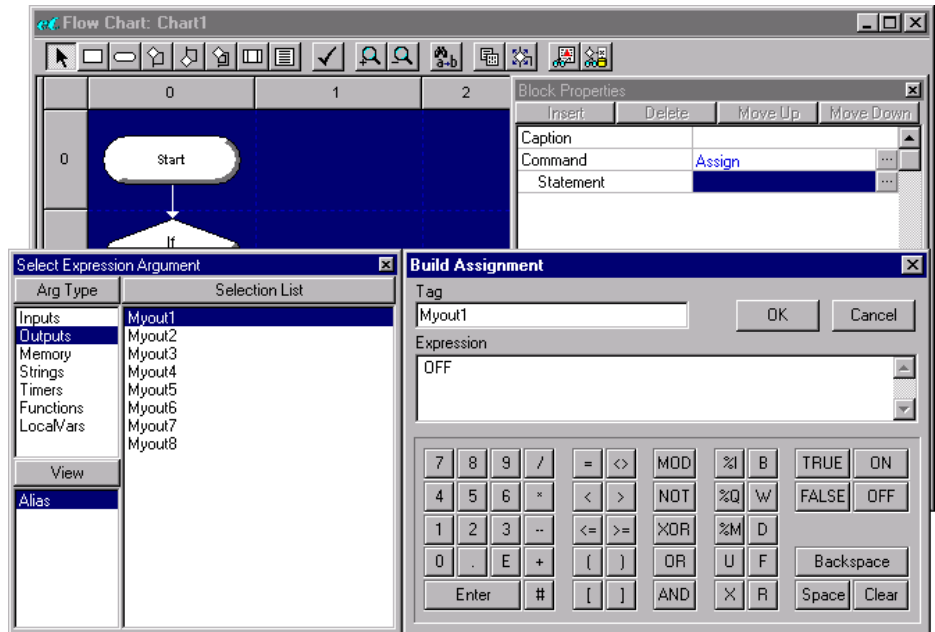 Flow Chart: Chart1
a→b
0 1 2
0
Start
If
Block Properties
Insert Delete Move Up Move Down
Caption
Command Assign ...
Statement ...
Select Expression Argument
Arg Type Selection List
Inputs
Outputs
Memory
Strings
Timers
Functions
LocalVars
View
Alias
Myout1
Myout2
Myout3
Myout4
Myout5
Myout6
Myout7
Myout8
Build Assignment
Tag
Myout1 OK Cancel
Expression
OFF
7 8 9 / = <> MOD %I B TRUE ON
4 5 6 * < > NOT %Q W FALSE OFF
1 2 3 -- <= >= XOR %M D
0 . E + ( ) OR U F Backspace
Enter # [ ] AND X R Space Clear